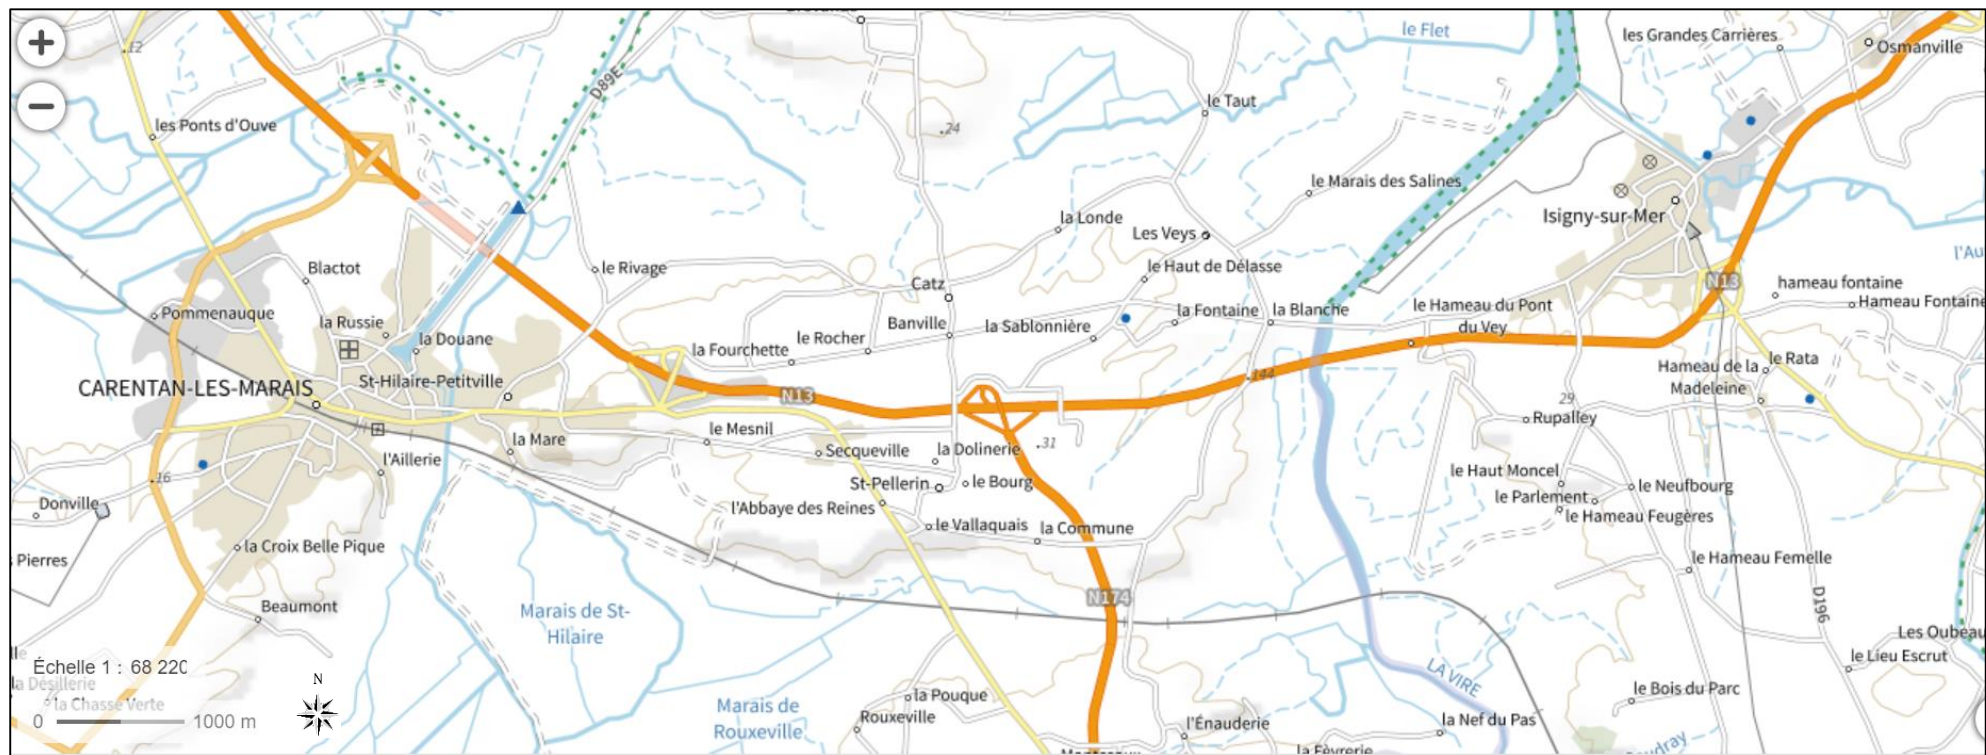 le Flet
les Grandes Carrières
Osmanville
.12
D89E
le Taut
les Ponts d'Ouve
.24
le Marais des Salines
la Londe
Isigny-sur-Mer
Les Veys
Blactot
le Rivage
le Haut de Délasse
l'Au
N13
hameau fontaine
Catz
Hameau Fontaine
Pommenauque
la Russie
Banville
la Sablonnière
la Fontaine
la Blanche
le Hameau du Pont
du Vey
la Douane
le Rocher
la Fourchette
le Rata
Hameau de la
Madeleine
St-Hilaire-Petitville
.144
CARENTAN-LES-MARAIS
N13
29
Rupalley
le Mesnil
la Mare
.31
Secqueville
la Dolinerie
l'Aillerie
le Haut Moncel
.16
St-Pellerin
le Bourg
le Neufbourg
le Parlement
Donville
l'Abbaye des Reines
le Hameau Feugères
le Vallaquais
la Commune
la Croix Belle Pique
Pierres
le Hameau Femelle
N174
Beaumont
D196
Marais de St-
Hilaire
Les Oubeau
le Lieu Escrut
Échelle 1 : 68 220
LA VIRE
N
la Désillerie
le Bois du Parc
la Pouque
la Chasse Verte
Marais de
Rouxeville
Rouxeville
0
1000 m
l'Énauderie
la Nef du Pas
la Fèvrerie